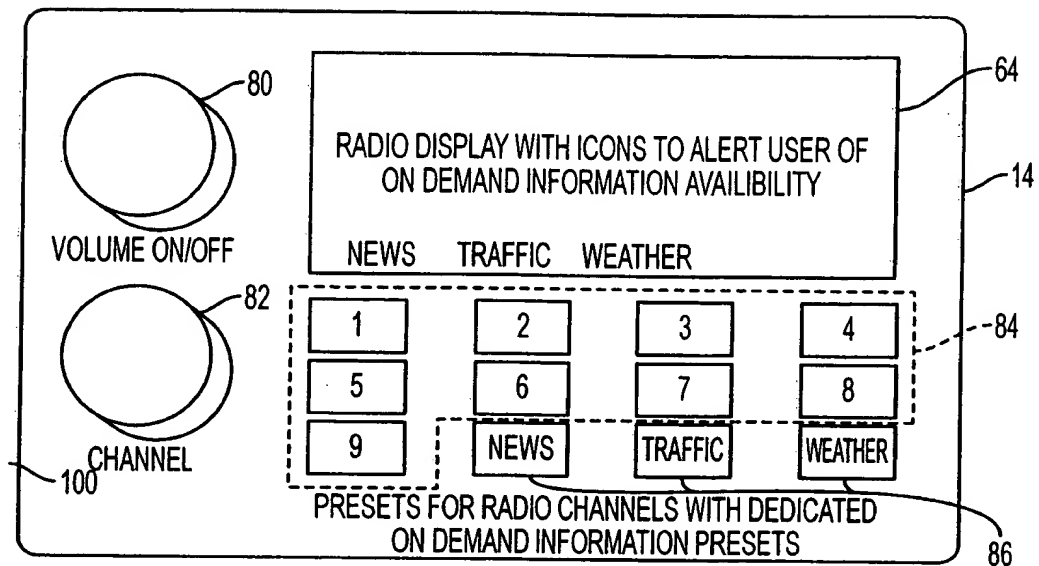 80
64
RADIO DISPLAY WITH ICONS TO ALERT USER OF
ON DEMAND INFORMATION AVAILIBILITY
14
VOLUME ON/OFF
NEWS TRAFFIC WEATHER
82
1 2 3 4
84
5 6 7 8
9 NEWS TRAFFIC WEATHER
CHANNEL
100
PRESETS FOR RADIO CHANNELS WITH DEDICATED
ON DEMAND INFORMATION PRESETS
86